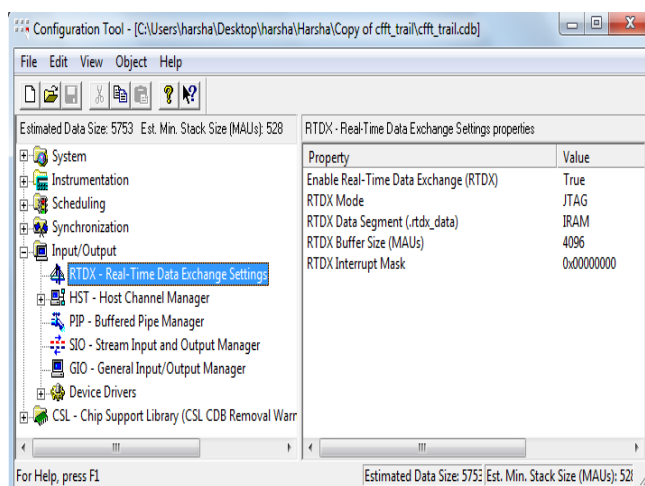 Configuration Tool - [C:\Users\harsha\Desktop\harsha\Harsha\Copy of cfft_trail\cfft_trail.cdb]
File Edit View Object Help
Estimated Data Size: 5753 Est. Min. Stack Size (MAUs): 528
RTDX - Real-Time Data Exchange Settings properties
System
Instrumentation
Scheduling
Synchronization
Input/Output
RTDX - Real-Time Data Exchange Settings
HST - Host Channel Manager
PIP - Buffered Pipe Manager
SIO - Stream Input and Output Manager
GIO - General Input/Output Manager
Device Drivers
CSL - Chip Support Library (CSL CDB Removal Warr
Property Value
Enable Real-Time Data Exchange (RTDX) True
RTDX Mode JTAG
RTDX Data Segment (.rtdx_data) IRAM
RTDX Buffer Size (MAUs) 4096
RTDX Interrupt Mask 0x00000000
For Help, press F1
Estimated Data Size: 5753 Est. Min. Stack Size (MAUs): 528